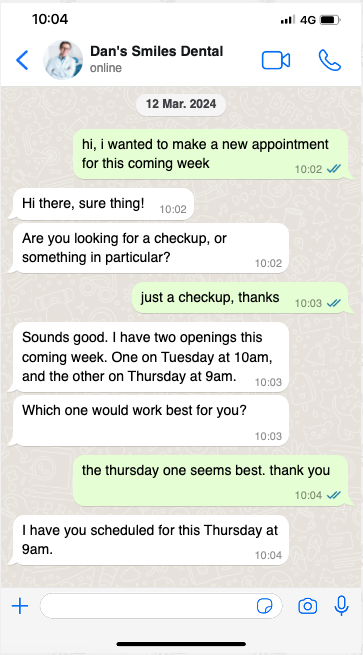 10:04
4G
Dan's Smiles Dental
online
12 Mar. 2024
hi, i wanted to make a new appointment
for this coming week
10:02
Hi there, sure thing!
10:02
Are you looking for a checkup, or
something in particular?
10:02
just a checkup, thanks
10:03
Sounds good. I have two openings this
coming week. One on Tuesday at 10am,
and the other on Thursday at 9am.
10:03
Which one would work best for you?
10:03
the thursday one seems best. thank you
10:04
I have you scheduled for this Thursday at
9am.
10:04